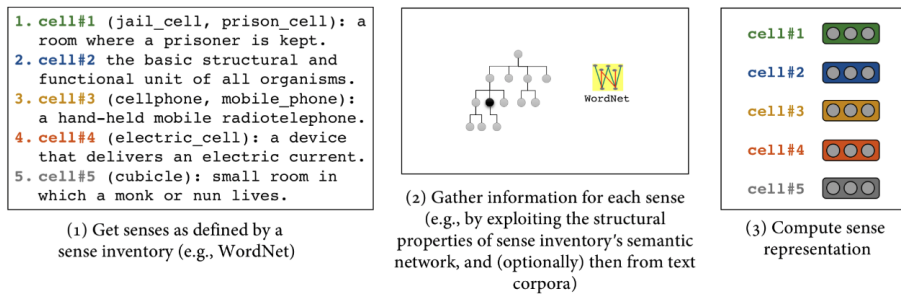 1. cell#1 (jail_cell, prison_cell): a
room where a prisoner is kept.
2. cell#2 the basic structural and
functional unit of all organisms.
3. cell#3 (cellphone, mobile_phone):
a hand-held mobile radiotelephone.
4. cell#4 (electric_cell): a device
that delivers an electric current.
5. cell#5 (cubicle): small room in
which a monk or nun lives.
(1) Get senses as defined by a
sense inventory (e.g., WordNet)
W
WordNet
(2) Gather information for each sense
(e.g., by exploiting the structural
properties of sense inventory's semantic
network, and (optionally) then from text
corpora)
cell#1
cell#2
cell#3
cell#4
cell#5
(3) Compute sense
representation